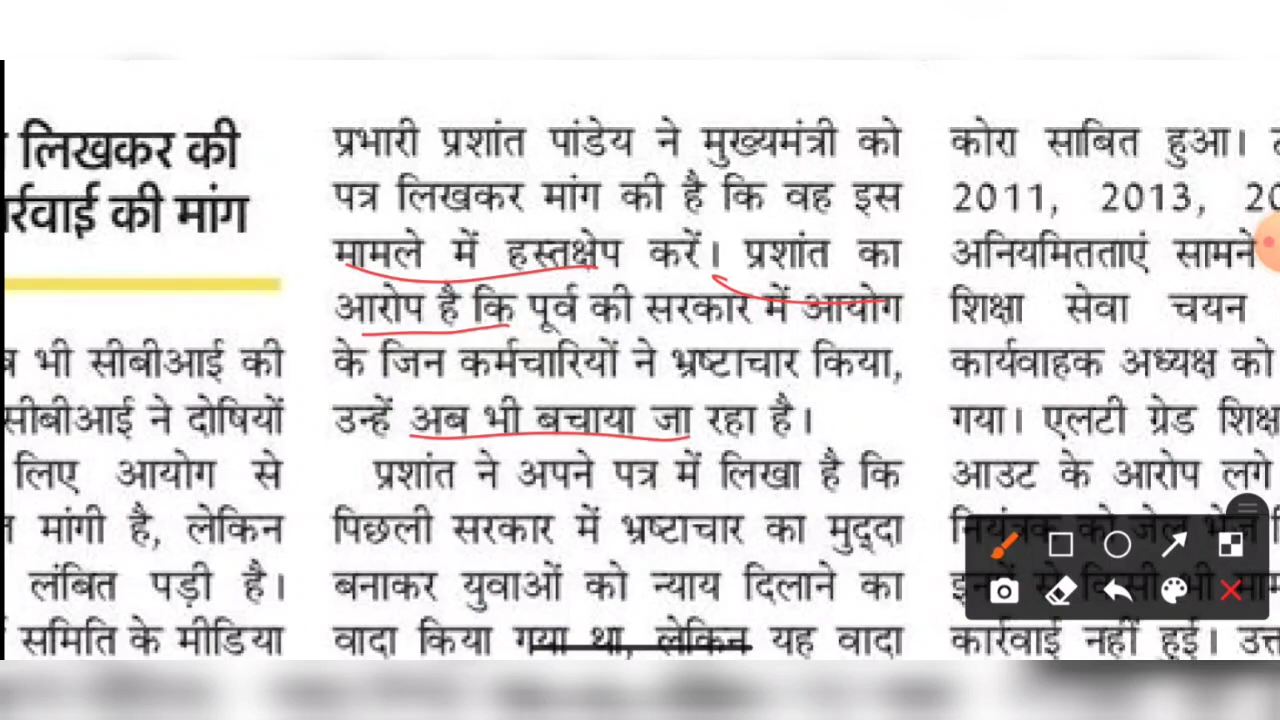 लिखकर की
र्रवाई की मांग
भी सीबीआई की
सीबीआई ने दोषियों
लिए आयोग से
मांगी है, लेकिन
लंबित पड़ी है।
समिति के मीडिया
प्रभारी प्रशांत पांडेय ने मुख्यमंत्री को
पत्र लिखकर मांग की है कि वह इस
मामले में हस्तक्षेप करें। प्रशांत का
आरोप है कि पूर्व की सरकार में आयोग
के जिन कर्मचारियों ने भ्रष्टाचार किया,
उन्हें अब भी बचाया जा रहा है।
प्रशांत ने अपने पत्र में लिखा है कि
पिछली सरकार में भ्रष्टाचार का मुद्दा
बनाकर युवाओं को न्याय दिलाने का
वादा किया गया था, लेकिन यह वादा
कोरा साबित हुआ।
2011, 2013, 20
अनियमितताएं सामने
शिक्षा सेवा चयन
कार्यवाहक अध्यक्ष को
गया। एलटी ग्रेड शिक्ष
आउट के आरोप लगे
नियंत्रक को जेल भेज
कार्रवाई नहीं हुई। उत्त